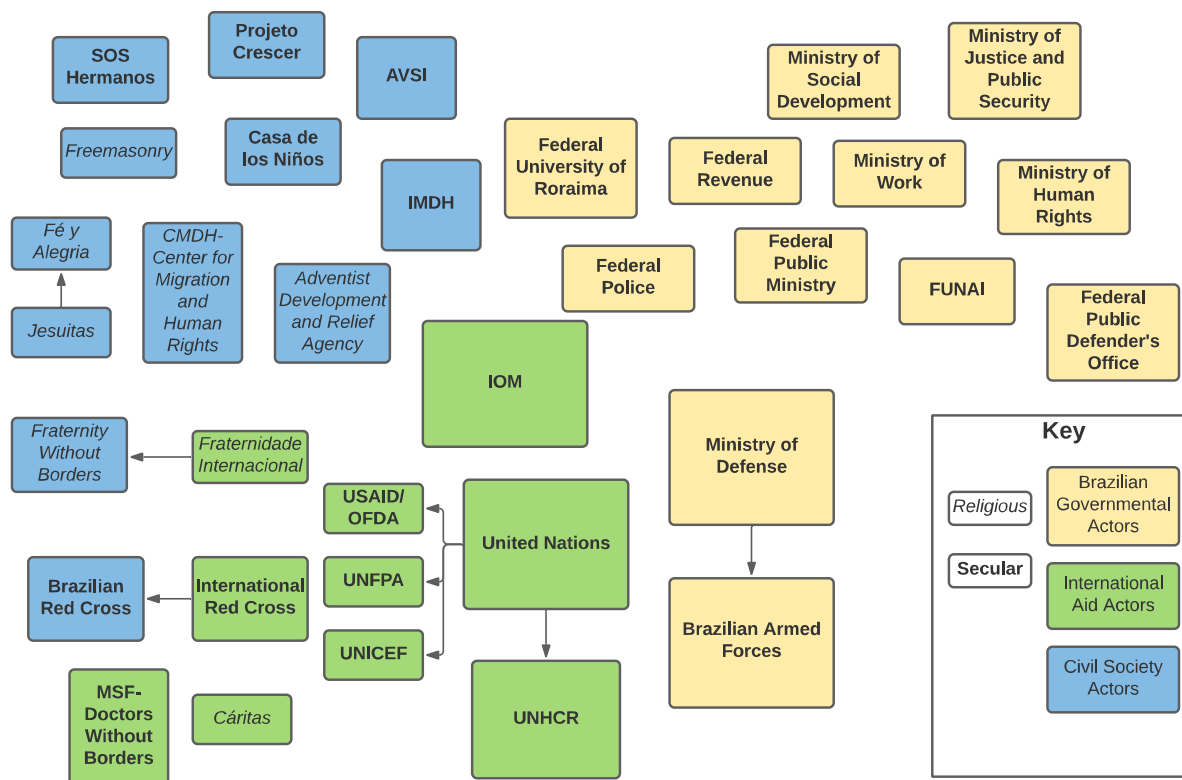 SOS
Hermanos
Projeto
Crescer
AVSI
Ministry of
Social
Development
Ministry of
Justice and
Public
Security
Freemasonry
Casa de
los Niños
Federal
University of
Roraima
Federal
Revenue
Ministry of
Work
Ministry of
Human
Rights
IMDH
Fé y
Alegria
CMDH-
Center for
Migration
and
Human
Rights
Adventist
Development
and Relief
Agency
Federal
Police
Federal
Public
Ministry
FUNAI
Federal
Public
Defender's
Office
Jesuitas
IOM
Ministry of
Defense
Fraternity
Without
Borders
Fraternidade
Internacional
USAID/
OFDA
United Nations
UNFPA
UNICEF
Brazilian
Red Cross
International
Red Cross
Brazilian Armed
Forces
MSF-
Doctors
Without
Borders
Cáritas
UNHCR
Key
Religious
Secular
Brazilian
Governmental
Actors
International
Aid Actors
Civil Society
Actors